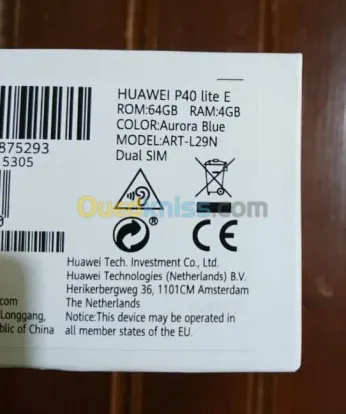 HUAWEI P40 lite E
ROM:64GB RAM:4GB
COLOR:Aurora Blue
MODEL:ART-L29N
Dual SIM
875293
5305
Ouedkniss.com
CE
Huawei Tech. Investment Co., Ltd.
Huawei Technologies (Netherlands) B.V.
Herikerbergweg 36, 1101CM Amsterdam
The Netherlands
Notice:This device may be operated in
all member states of the EU.
.com
Longgang,
blic of China